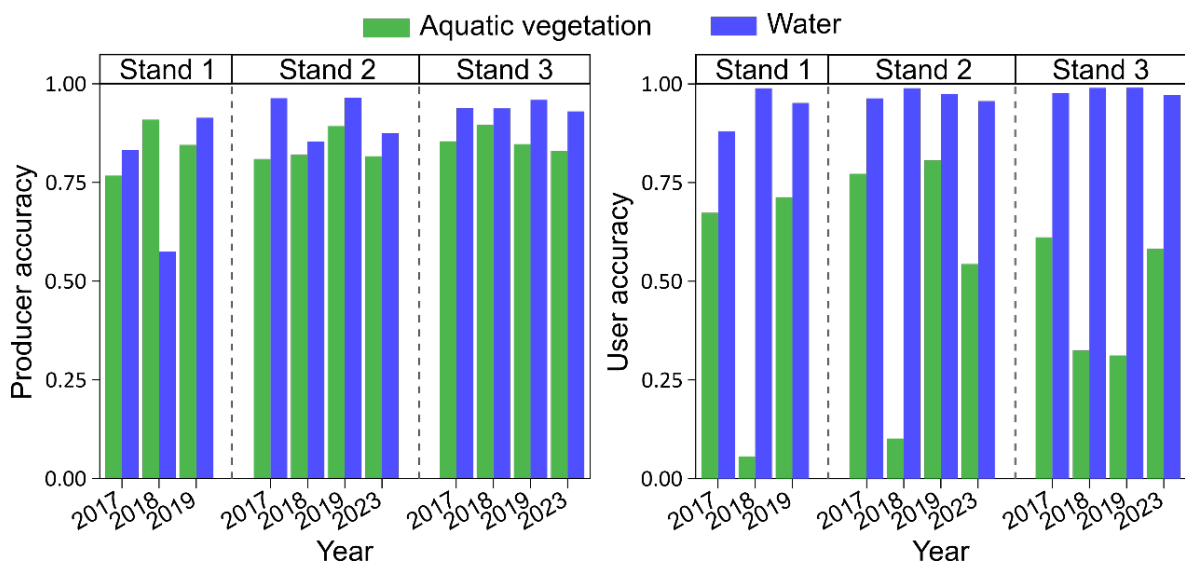 Aquatic vegetation Water
Stand 1 Stand 2 Stand 3
1.00
0.75
0.50
0.25
0.00
Producer accuracy
2017 2018 2019 2017 2018 2019 2023 2017 2018 2019 2023
Year
Stand 1 Stand 2 Stand 3
1.00
0.75
0.50
0.25
0.00
User accuracy
2017 2018 2019 2017 2018 2019 2023 2017 2018 2019 2023
Year